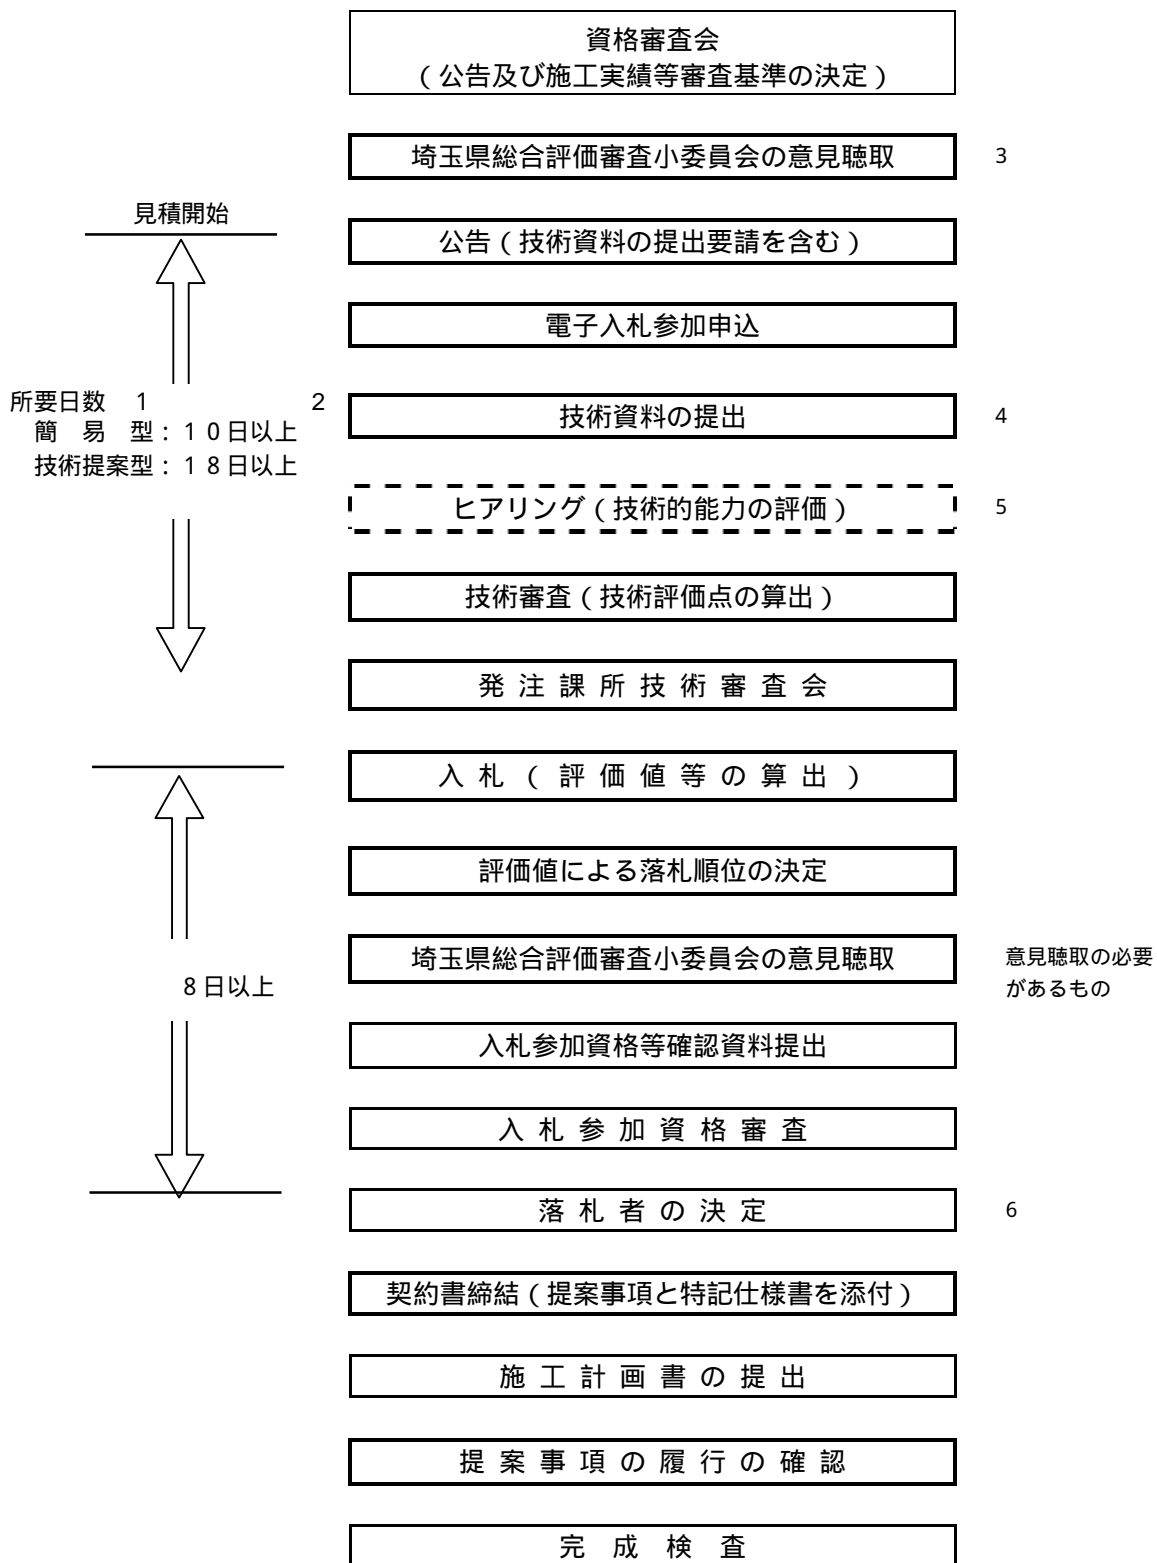 資格審査会
（公告及び施工実績等審査基準の決定）
埼玉県総合評価審査小委員会の意見聴取 3
見積開始
公告（技術資料の提出要請を含む）
電子入札参加申込
所要日数 1 2
簡 易 型：１０日以上
技術提案型：１８日以上
技術資料の提出 4
ヒアリング（技術的能力の評価） 5
技術審査（技術評価点の算出）
発 注 課 所 技 術 審 査 会
入 札 （ 評 価 値 等 の 算 出 ）
評価値による落札順位の決定
埼玉県総合評価審査小委員会の意見聴取
意見聴取の必要
があるもの
8日以上
入札参加資格等確認資料提出
入 札 参 加 資 格 審 査
落 札 者 の 決 定 6
契約書締結（提案事項と特記仕様書を添付）
施 工 計 画 書 の 提 出
提 案 事 項 の 履 行 の 確 認
完 成 検 査